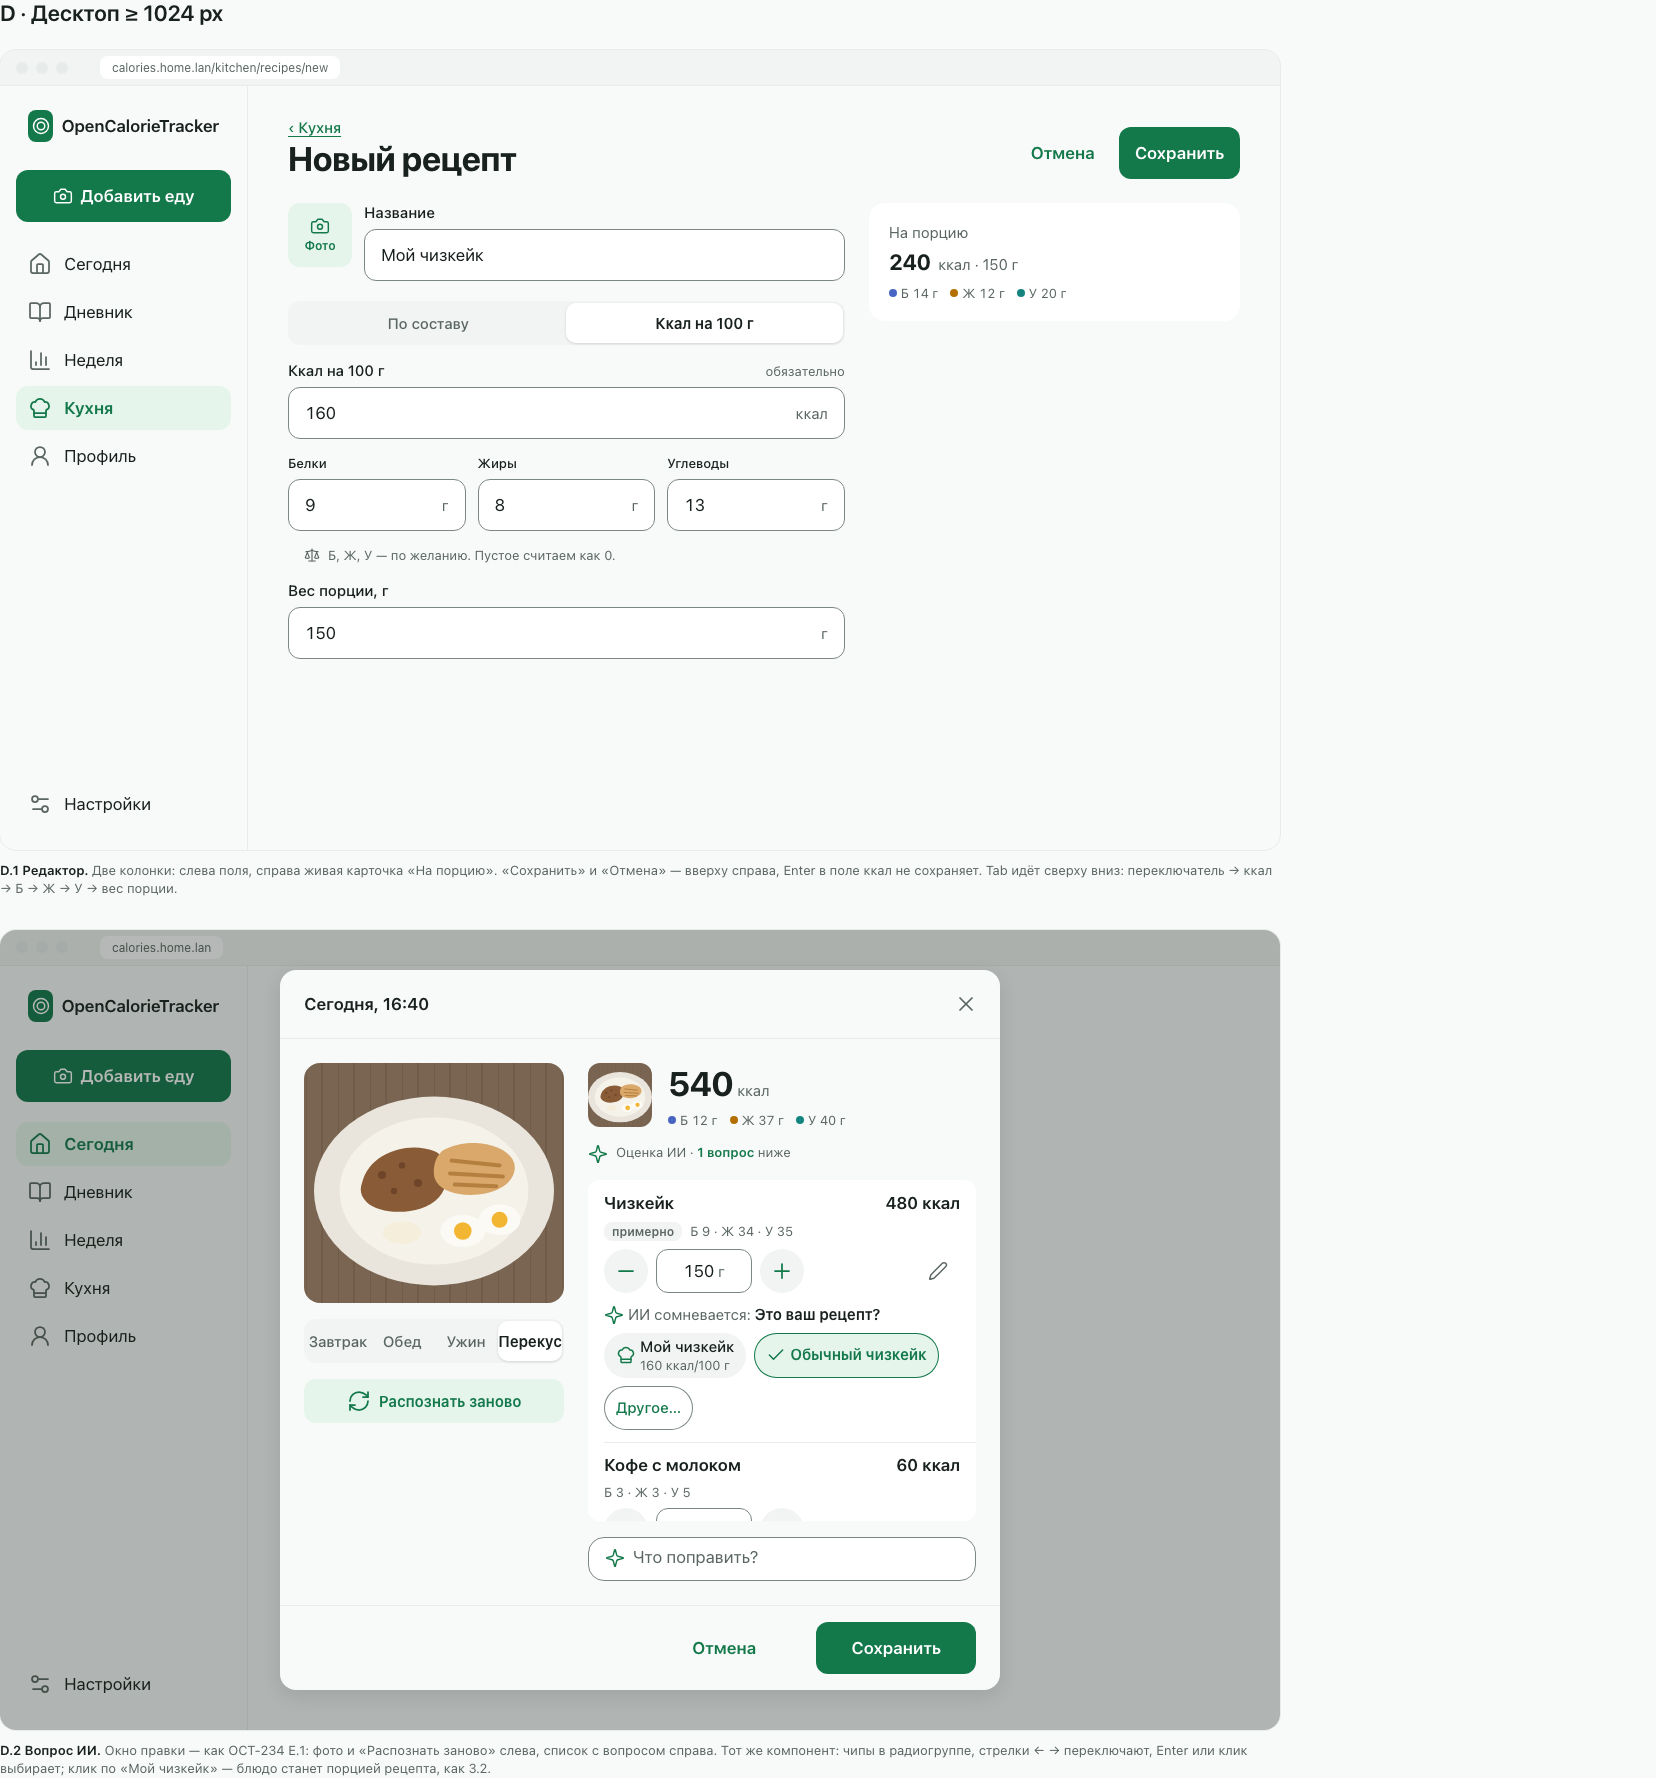 D · Десктоп ≥ 1024 px
calories.home.lan/kitchen/recipes/new
OpenCalorieTracker
Добавить еду
Сегодня
Дневник
Неделя
Кухня
Профиль
Настройки
‹ Кухня
Новый рецепт
Отмена
Сохранить
Фото
Название
Мой чизкейк
По составу
Ккал на 100 г
Ккал на 100 г
обязательно
160 ккал
Белки
Жиры
Углеводы
9 г
8 г
13 г
Б, Ж, У — по желанию. Пустое считаем как 0.
Вес порции, г
150 г
На порцию
240 ккал · 150 г
Б 14 г Ж 12 г У 20 г
D.1 Редактор. Две колонки: слева поля, справа живая карточка «На порцию». «Сохранить» и «Отмена» — вверху справа, Enter в поле ккал не сохраняет. Tab идёт сверху вниз: переключатель → ккал
→ Б → Ж → У → вес порции.
calories.home.lan
OpenCalorieTracker
Добавить еду
Сегодня
Дневник
Неделя
Кухня
Профиль
Настройки
Сегодня, 16:40
Завтрак
Обед
Ужин
Перекус
Распознать заново
540 ккал
Б 12 г Ж 37 г У 40 г
Оценка ИИ · 1 вопрос ниже
Чизкейк
480 ккал
примерно Б 9 · Ж 34 · У 35
150 г
ИИ сомневается: Это ваш рецепт?
Мой чизкейк
160 ккал/100 г
Обычный чизкейк
Другое...
Кофе с молоком
60 ккал
Б 3 · Ж 3 · У 5
Что поправить?
Отмена
Сохранить
D.2 Вопрос ИИ. Окно правки — как OCT-234 E.1: фото и «Распознать заново» слева, список с вопросом справа. Тот же компонент: чипы в радиогруппе, стрелки ← → переключают, Enter или клик
выбирает; клик по «Мой чизкейк» — блюдо станет порцией рецепта, как 3.2.